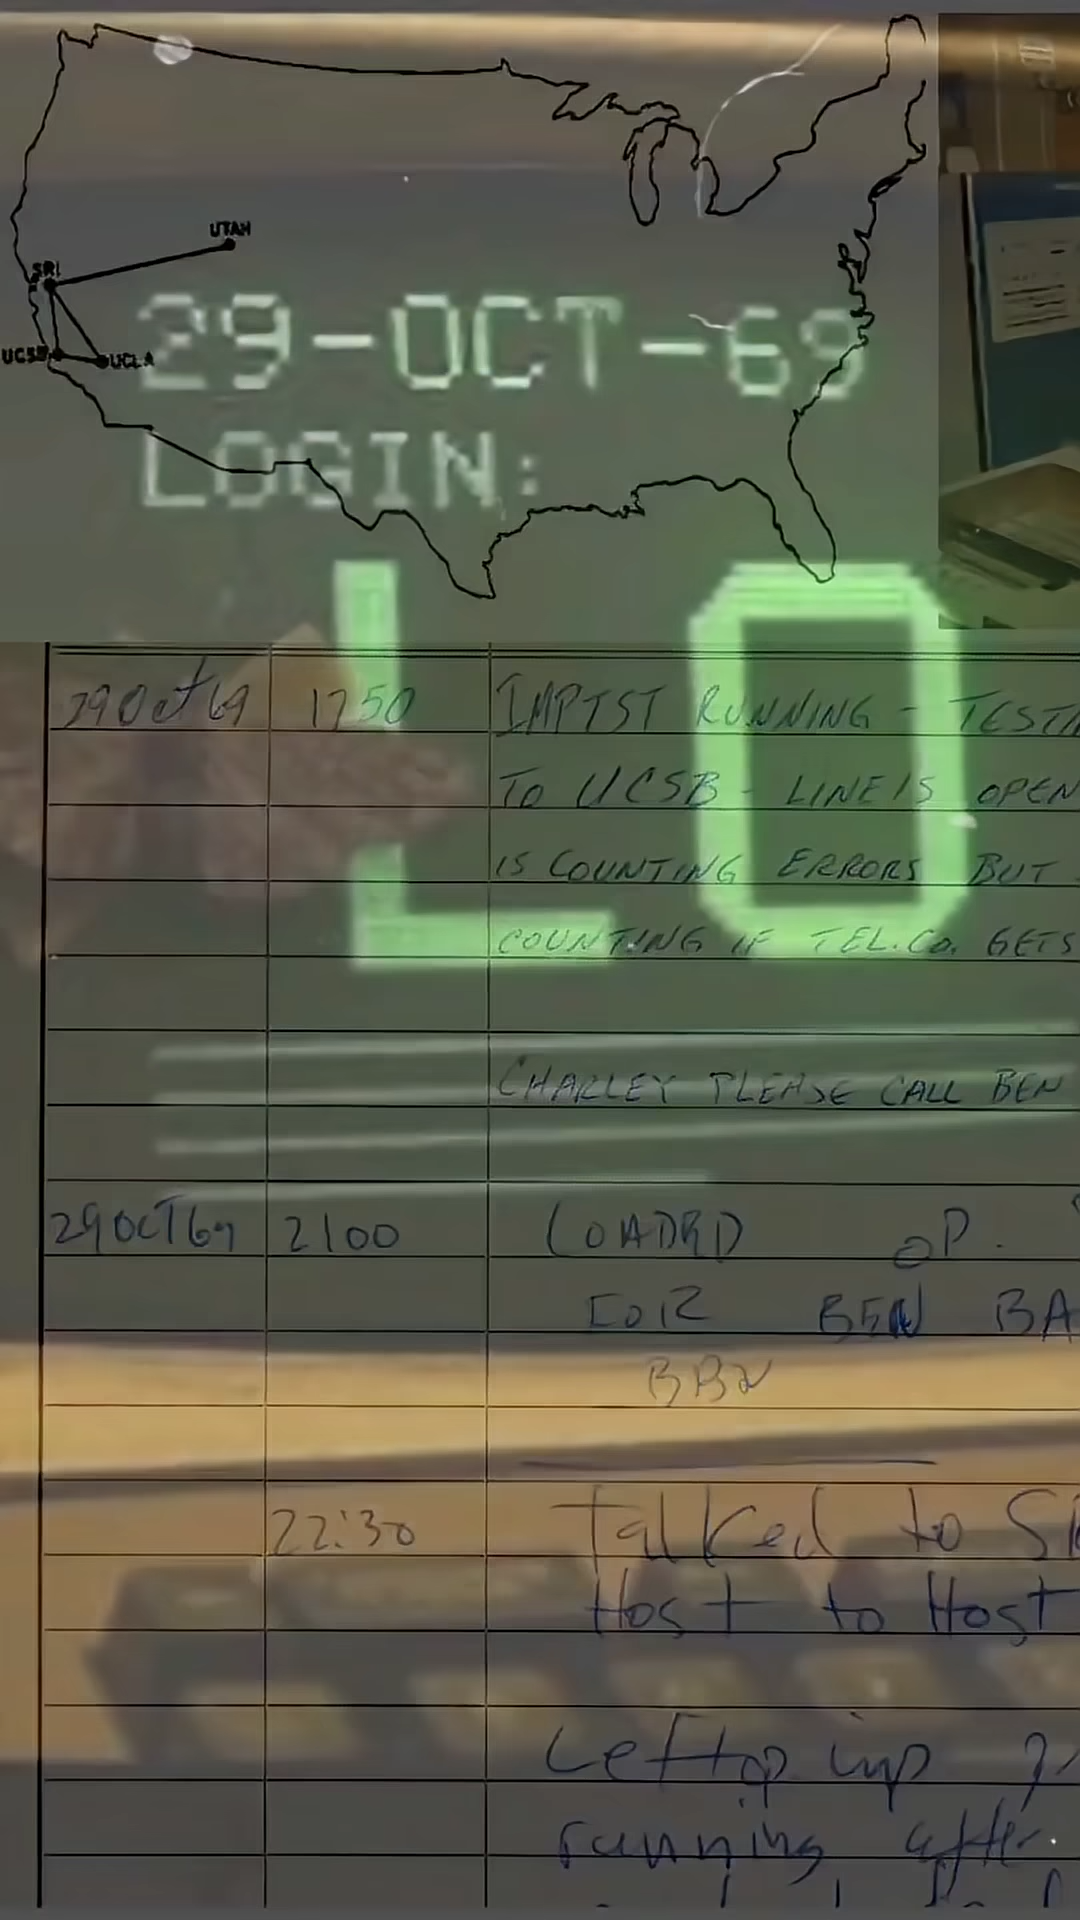 UTAH
SRI
UCSB UCLA
29-OCT-69
LOGIN:
LO
29Oct69 1750 IMPTST RUNNING - TESTI
TO UCSB - LINE IS OPEN
IS COUNTING ERRORS BUT
COUNTING IF TEL.CO. GETS
CHARLEY PLEASE CALL BEN
29OCT69 2100 LOADED OP.
FOR BEN BA
BBN
22:30 Talked to SR
Host to Host
Left imp
running after